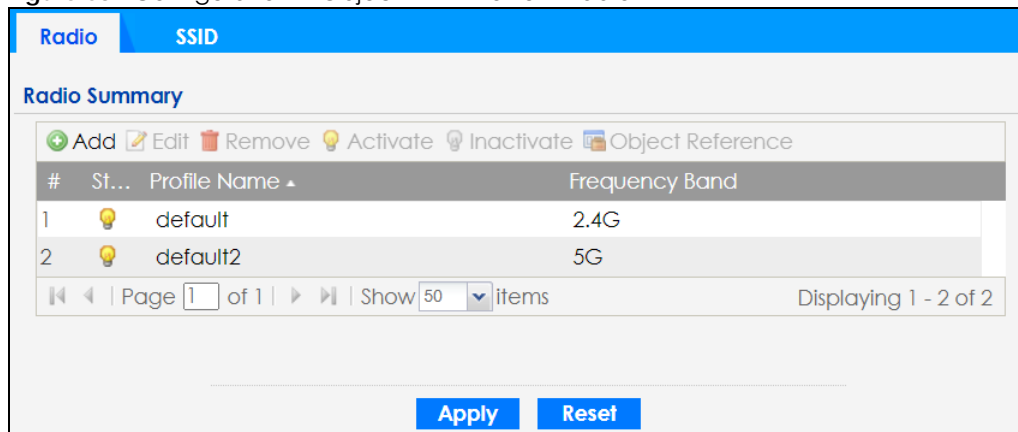 Radio SSID
Radio Summary
Add Edit Remove Activate Inactivate Object Reference
# St... Profile Name Frequency Band
1 default 2.4G
2 default2 5G
Page 1 of 1 Show 50 items Displaying 1 - 2 of 2
Apply Reset